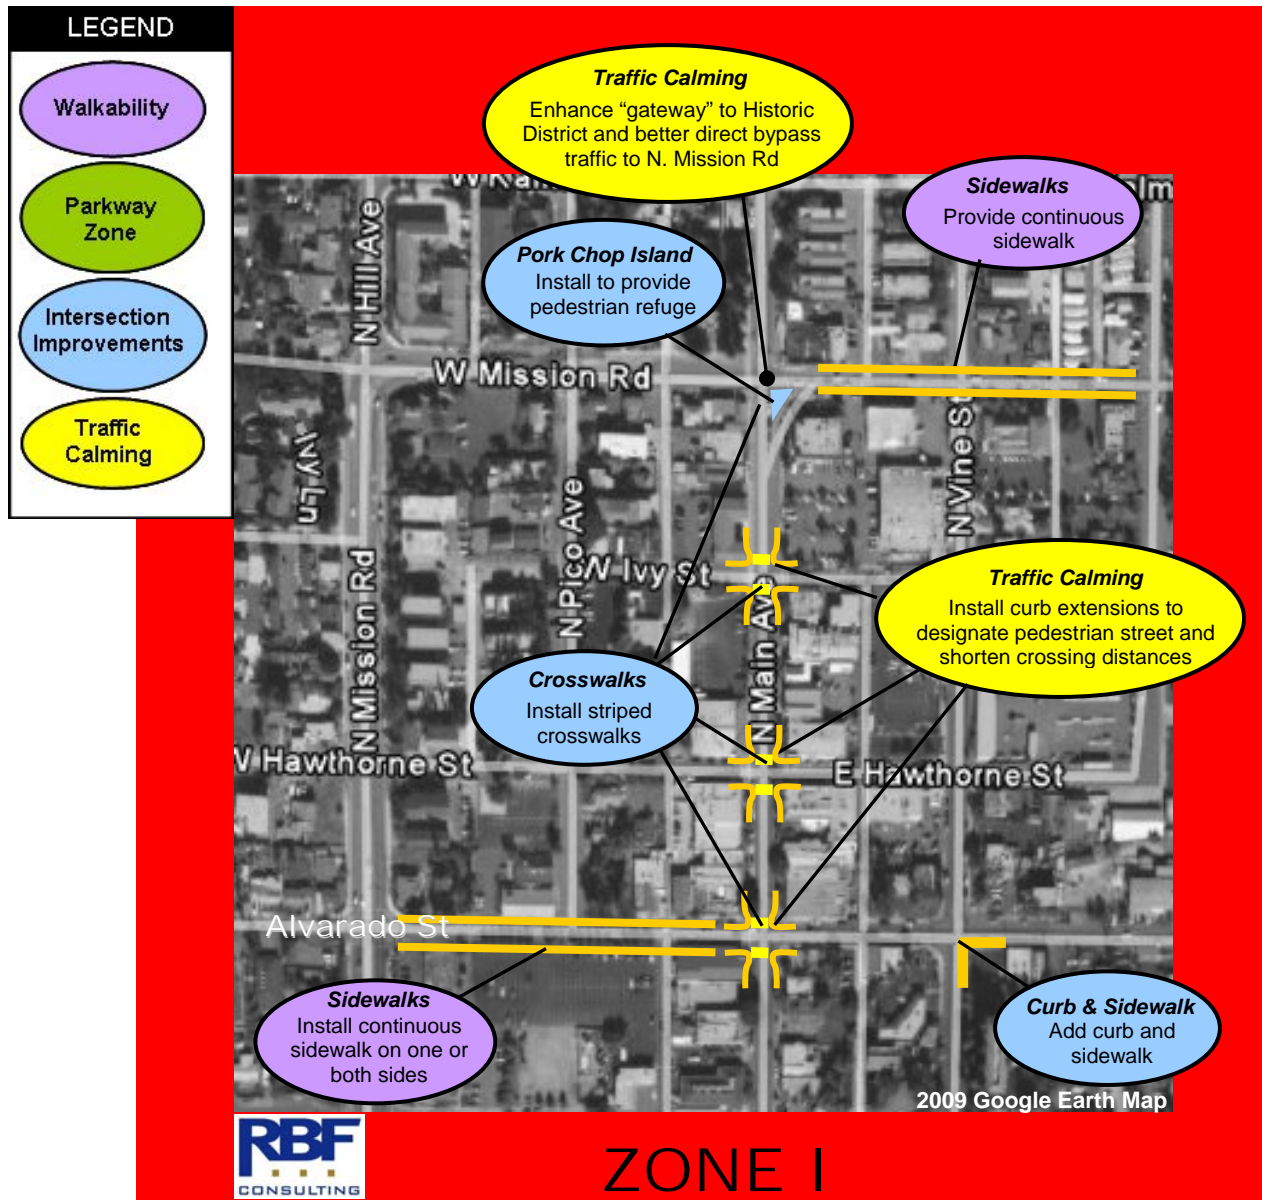 LEGEND
Walkability
Parkway
Zone
Intersection
Improvements
Traffic
Calming
Traffic Calming
Enhance “gateway” to Historic
District and better direct bypass
traffic to N. Mission Rd
Sidewalks
Provide continuous
sidewalk
Pork Chop Island
Install to provide
pedestrian refuge
N Hill Ave
W Mission Rd
Ivy Ln
N Vine St
N Pico Ave
W Ivy St
N Main Ave
N Mission Rd
Traffic Calming
Install curb extensions to
designate pedestrian street and
shorten crossing distances
Crosswalks
Install striped
crosswalks
W Hawthorne St
E Hawthorne St
Alvarado St
Sidewalks
Install continuous
sidewalk on one or
both sides
Curb & Sidewalk
Add curb and
sidewalk
2009 Google Earth Map
RBF
CONSULTING
ZONE I